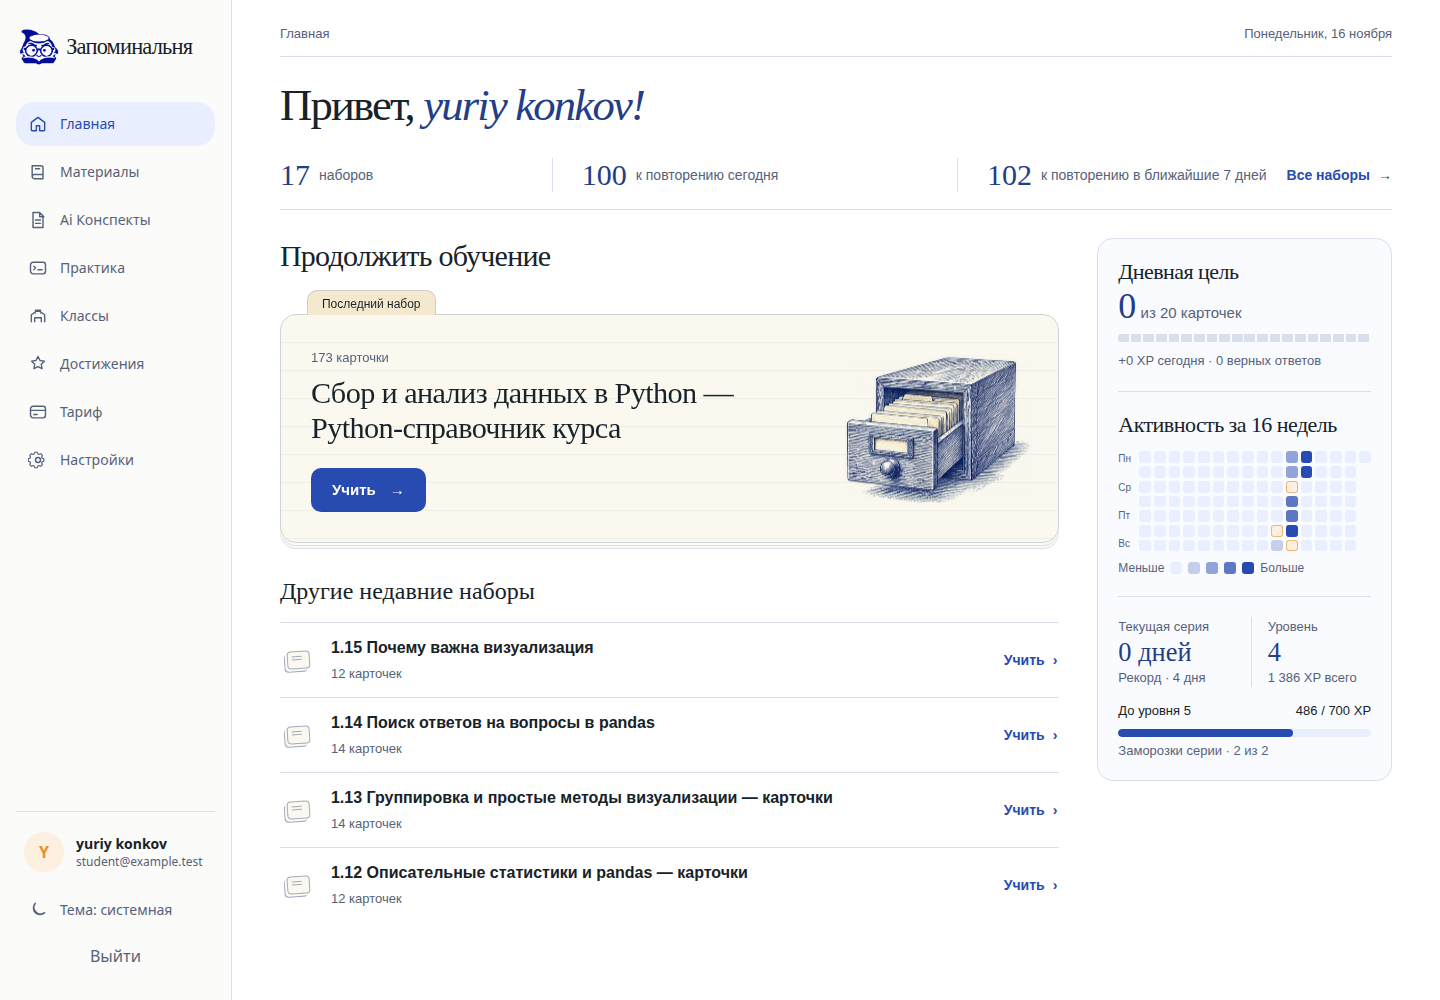 Запоминальня
Главная
Материалы
Ai Конспекты
Практика
Классы
Достижения
Тариф
Настройки
yuriy konkov
Y
student@example.test
Тема: системная
Выйти
Главная
Понедельник, 16 ноября
Привет, yuriy konkov!
17 наборов
100 к повторению сегодня
102 к повторению в ближайшие 7 дней
Все наборы →
Продолжить обучение
Последний набор
173 карточки
Сбор и анализ данных в Python —
Python-справочник курса
Учить →
Другие недавние наборы
1.15 Почему важна визуализация
12 карточек
Учить ›
1.14 Поиск ответов на вопросы в pandas
14 карточек
Учить ›
1.13 Группировка и простые методы визуализации — карточки
14 карточек
Учить ›
1.12 Описательные статистики и pandas — карточки
12 карточек
Учить ›
Дневная цель
0 из 20 карточек
+0 XP сегодня · 0 верных ответов
Активность за 16 недель
Пн
Ср
Пт
Вс
Меньше
Больше
Текущая серия
0 дней
Рекорд · 4 дня
Уровень
4
1 386 XP всего
До уровня 5
486 / 700 XP
Заморозки серии · 2 из 2